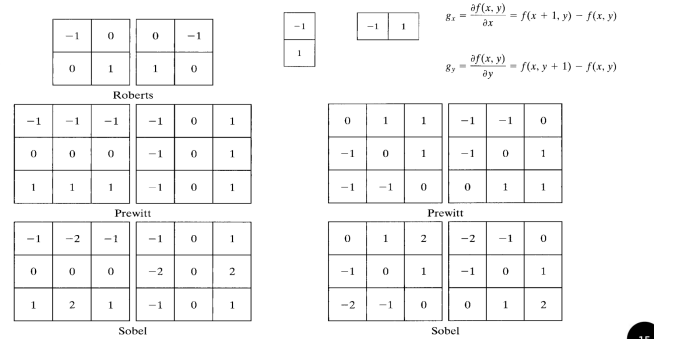 -1 0 0 -1
0 1 1 0
Roberts
-1
1
-1 1
gx = ∂f(x, y)/∂x = f(x + 1, y) − f(x, y)
gy = ∂f(x, y)/∂y = f(x, y + 1) − f(x, y)
-1 -1 -1 -1 0 1
0 0 0 -1 0 1
1 1 1 -1 0 1
Prewitt
0 1 1 -1 -1 0
-1 0 1 -1 0 1
-1 -1 0 0 1 1
Prewitt
-1 -2 -1 -1 0 1
0 0 0 -2 0 2
1 2 1 -1 0 1
Sobel
0 1 2 -2 -1 0
-1 0 1 -1 0 1
-2 -1 0 0 1 2
Sobel